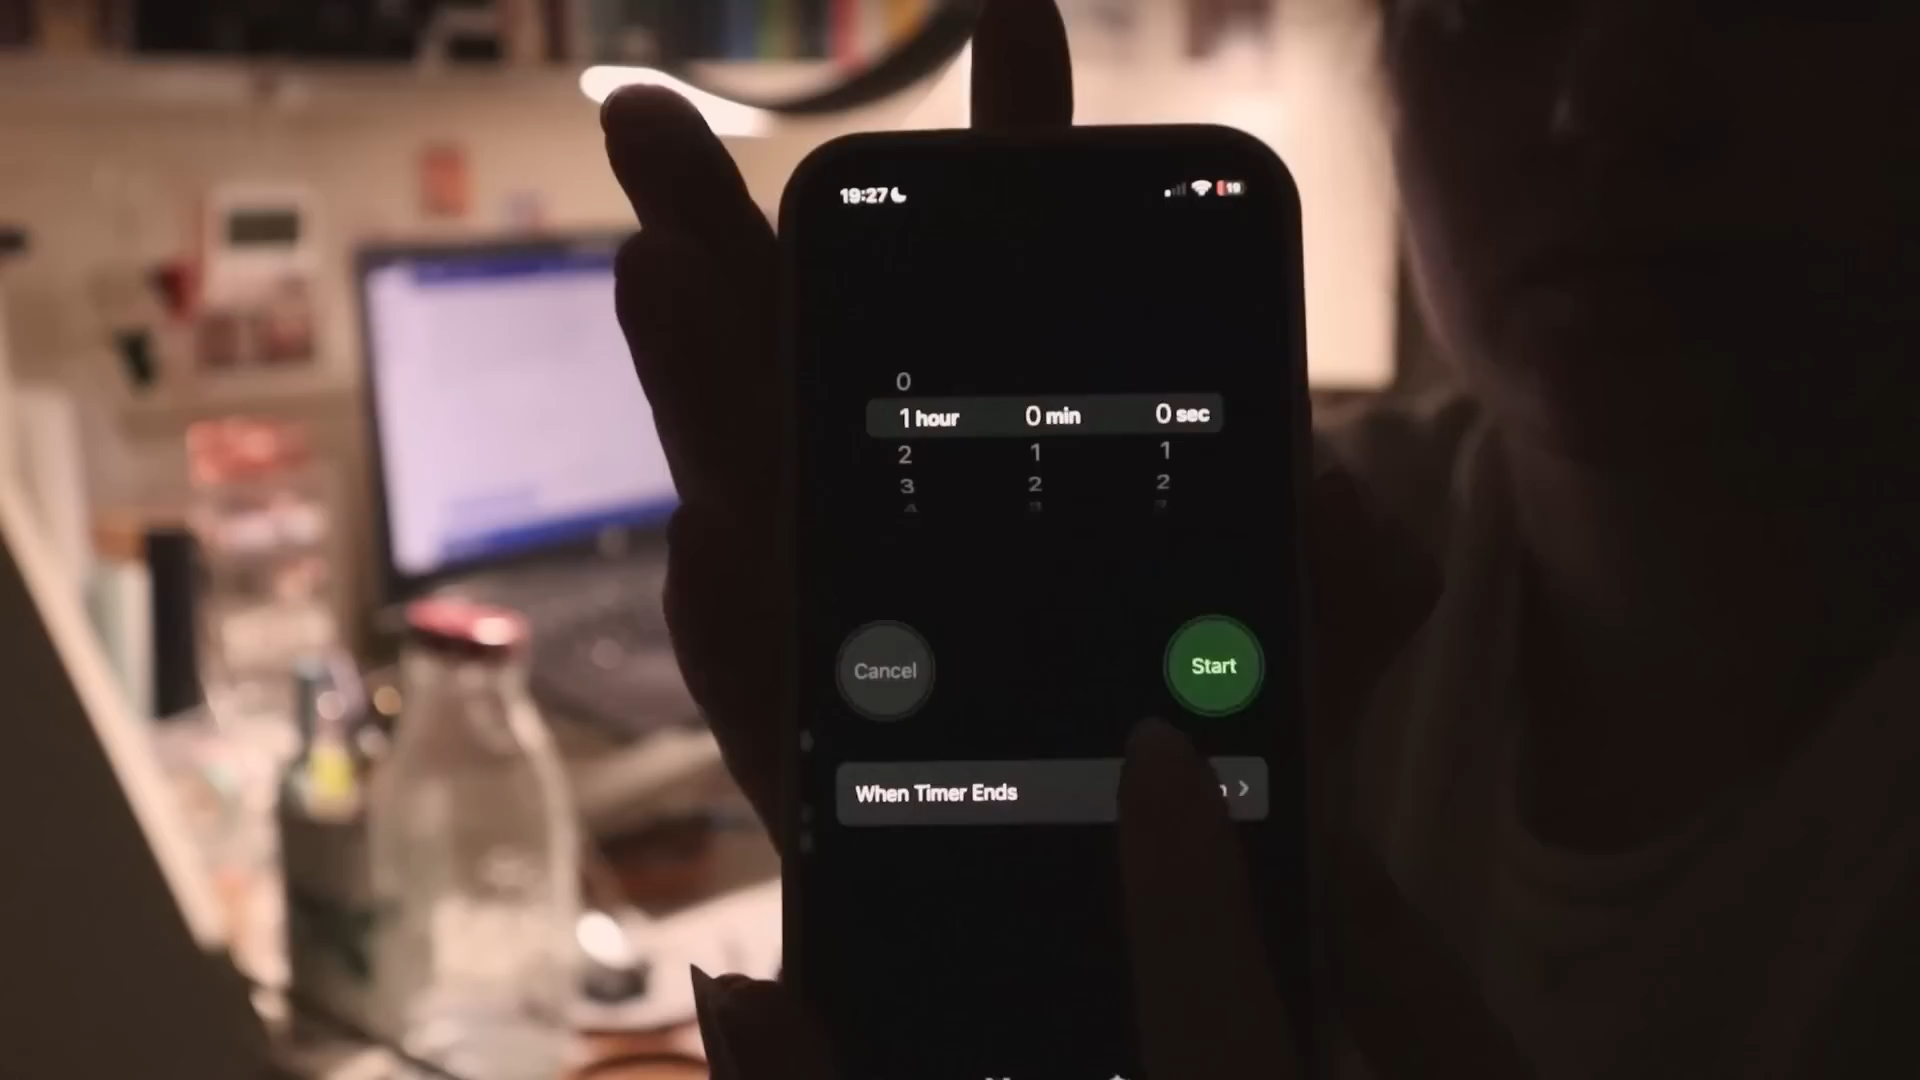 19:27 19
0
1 hour 0 min 0 sec
2 1 1
3 2 2
Cancel Start
When Timer Ends